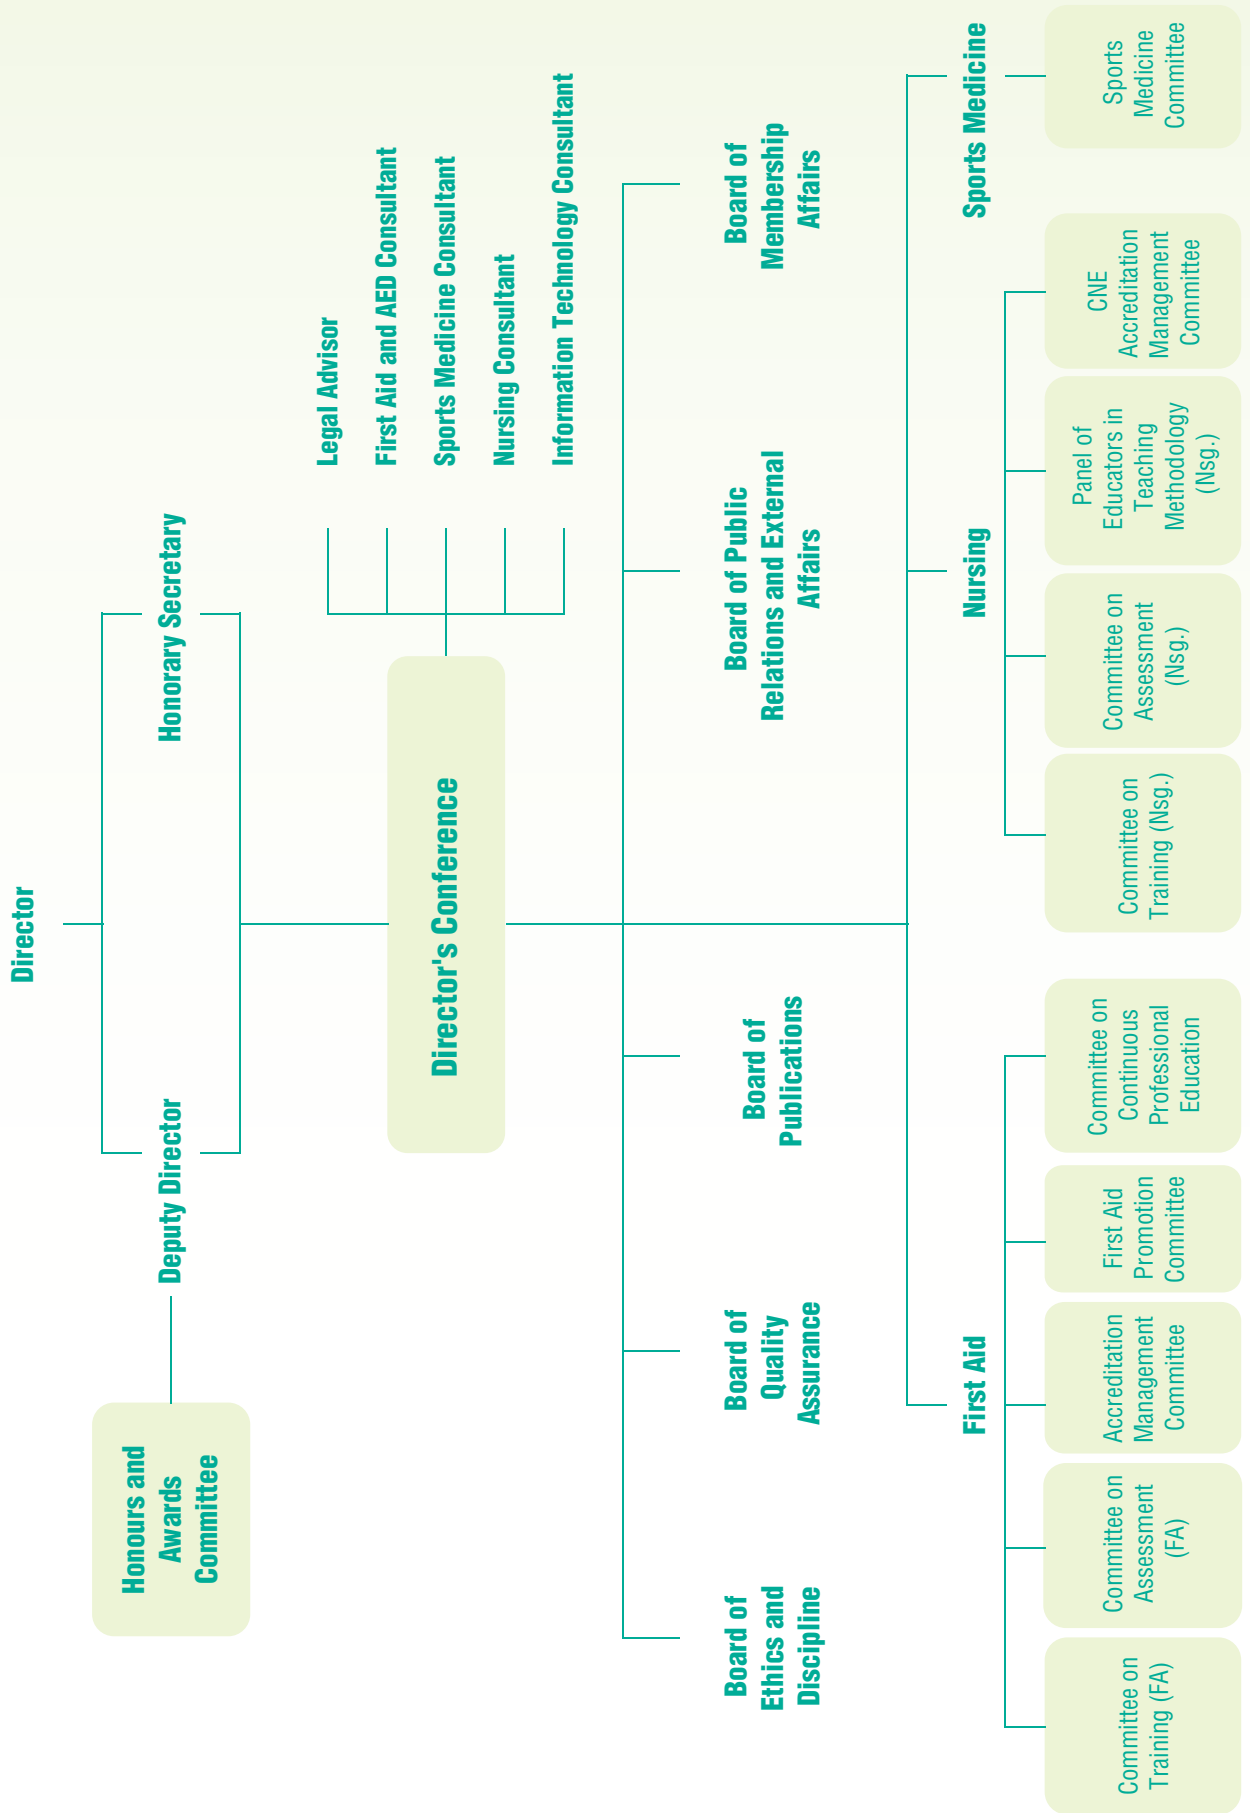 Director
Deputy Director
Honorary Secretary
Honours and
Awards
Committee
Director's Conference
Legal Advisor
First Aid and AED Consultant
Sports Medicine Consultant
Nursing Consultant
Information Technology Consultant
Board of
Ethics and
Discipline
Board of
Quality
Assurance
Board of
Publications
Board of Public
Relations and External
Affairs
Board of
Membership
Affairs
First Aid
Nursing
Sports Medicine
Committee on
Training (FA)
Committee on
Assessment
(FA)
Accreditation
Management
Committee
First Aid
Promotion
Committee
Committee on
Continuous
Professional
Education
Committee on
Training (Nsg.)
Committee on
Assessment
(Nsg.)
Panel of
Educators in
Teaching
Methodology
(Nsg.)
CNE
Accreditation
Management
Committee
Sports
Medicine
Committee